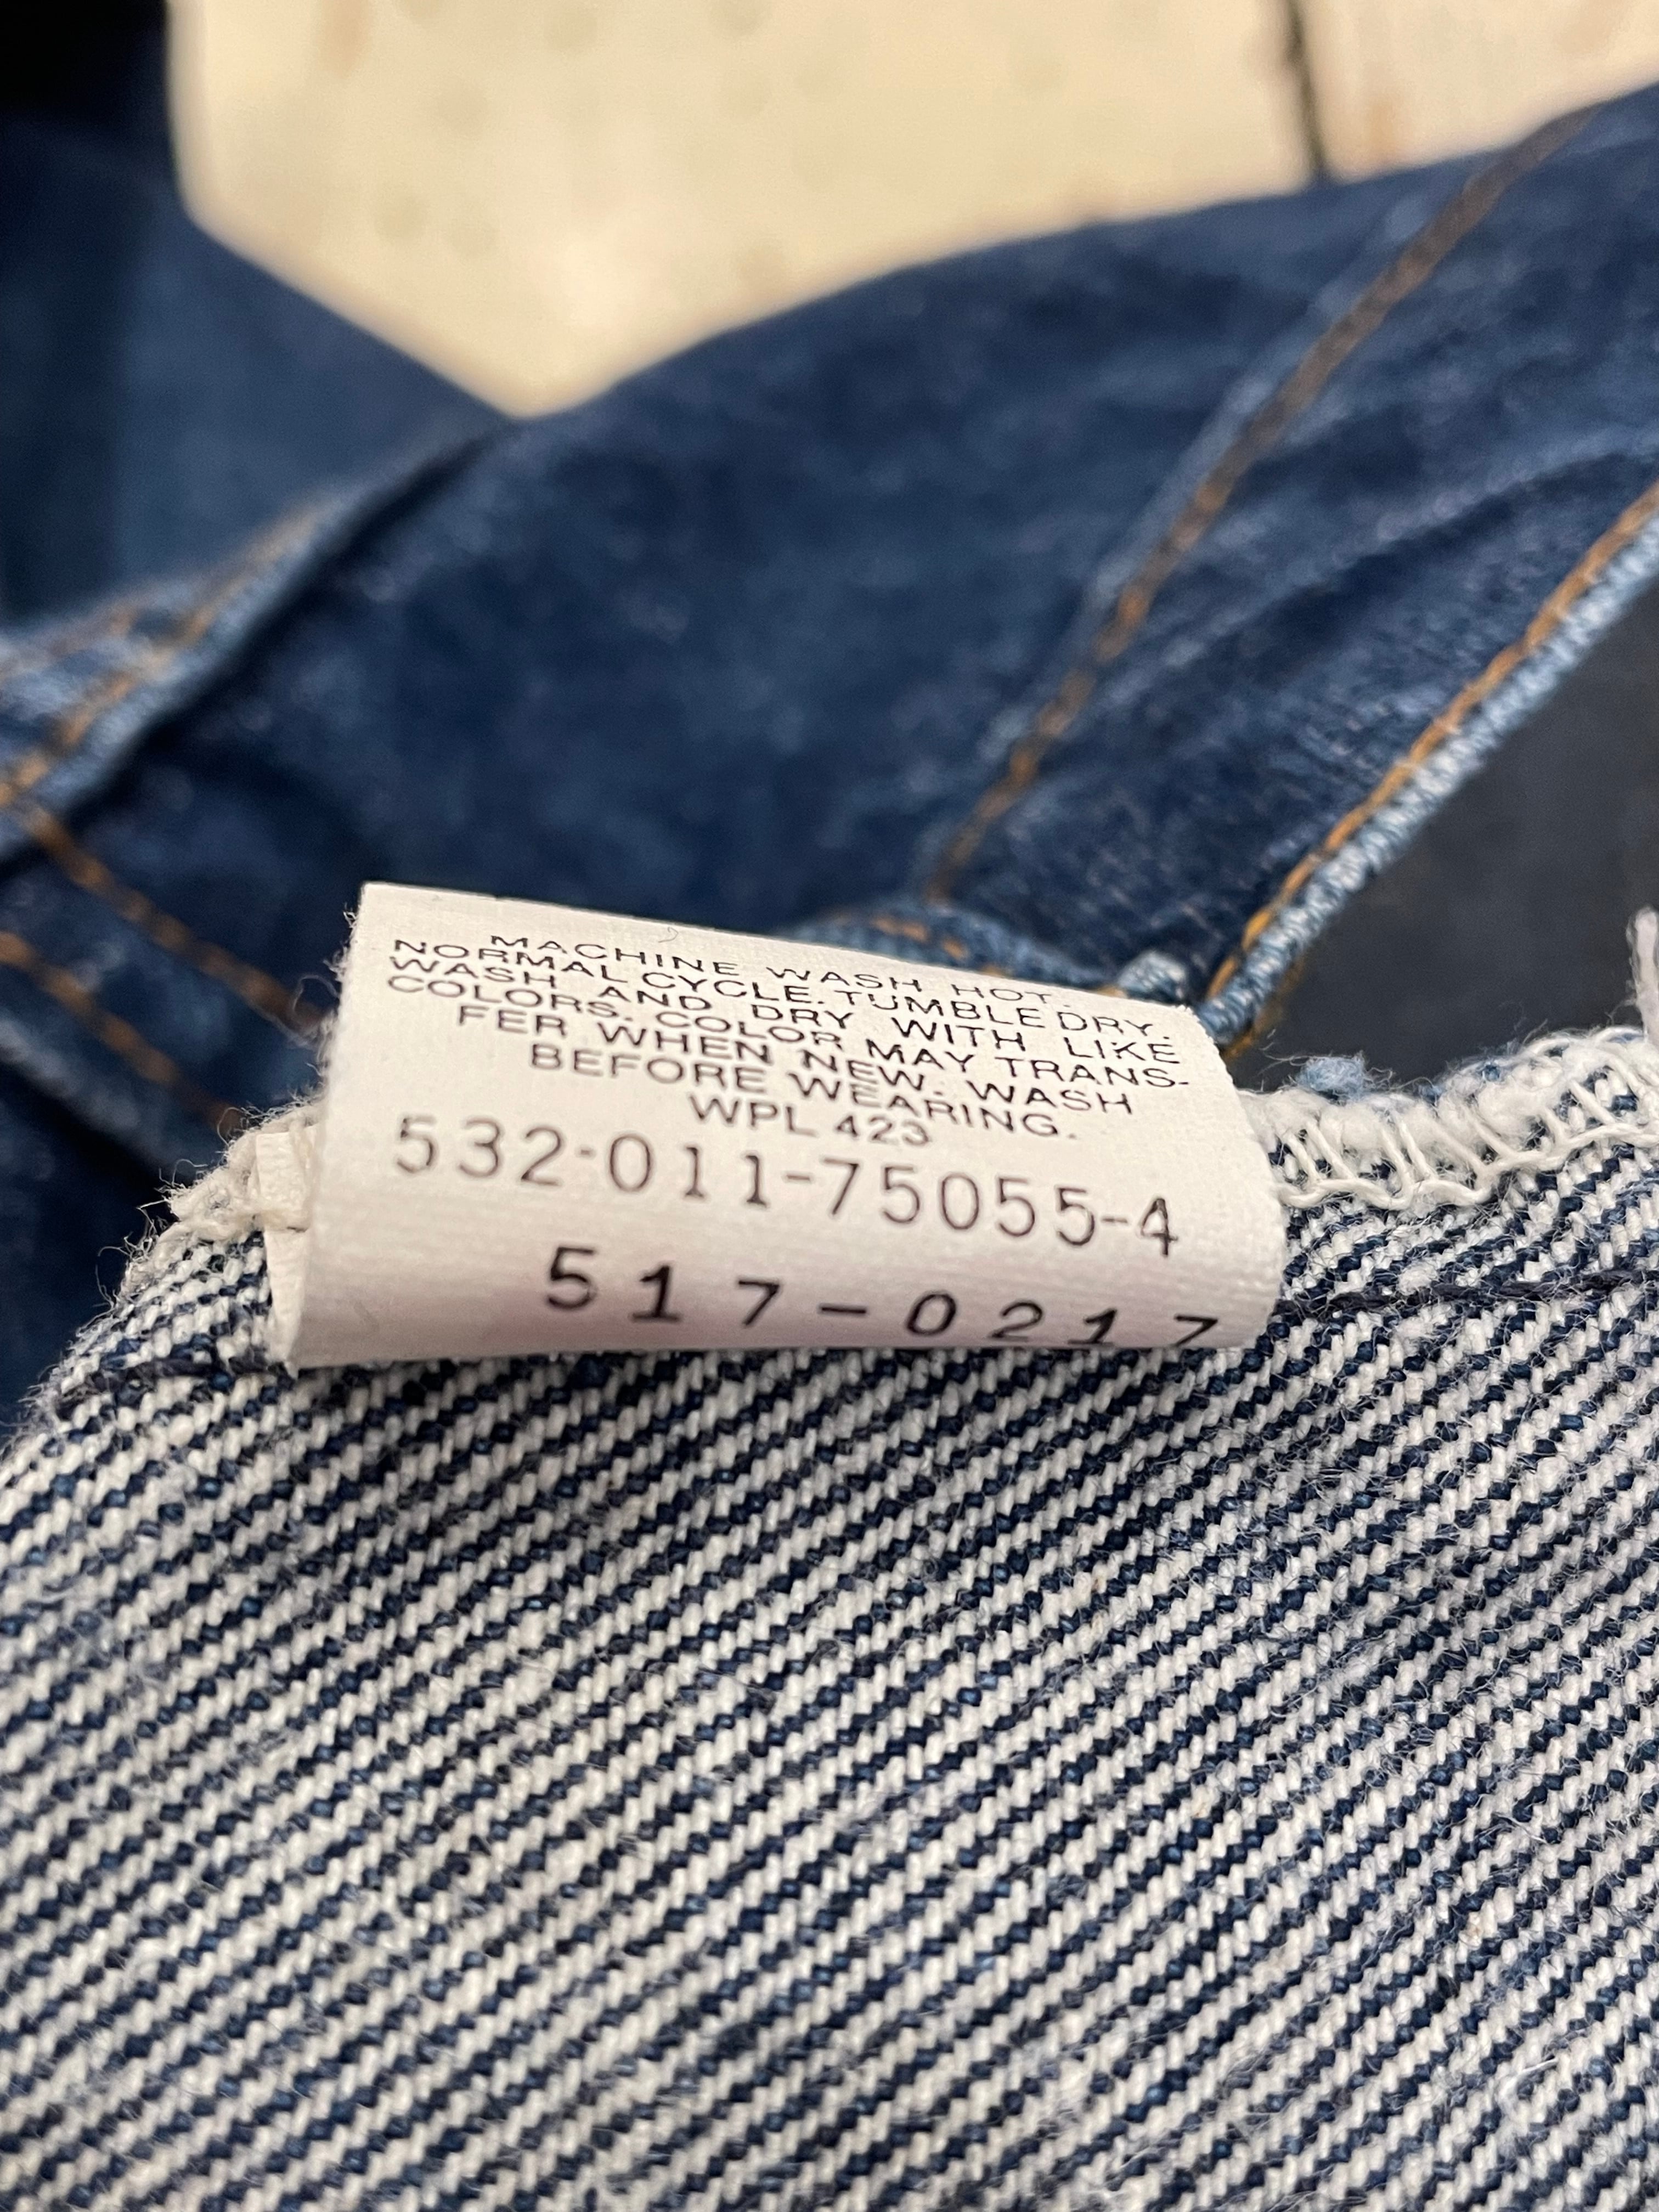 MACHINE WASH HOT.
NORMAL CYCLE. TUMBLE DRY.
WASH AND DRY WITH LIKE
COLORS. COLOR MAY TRANS-
FER WHEN NEW. WASH
BEFORE WEARING.
WPL 423
532-011-75055-4
517-0217